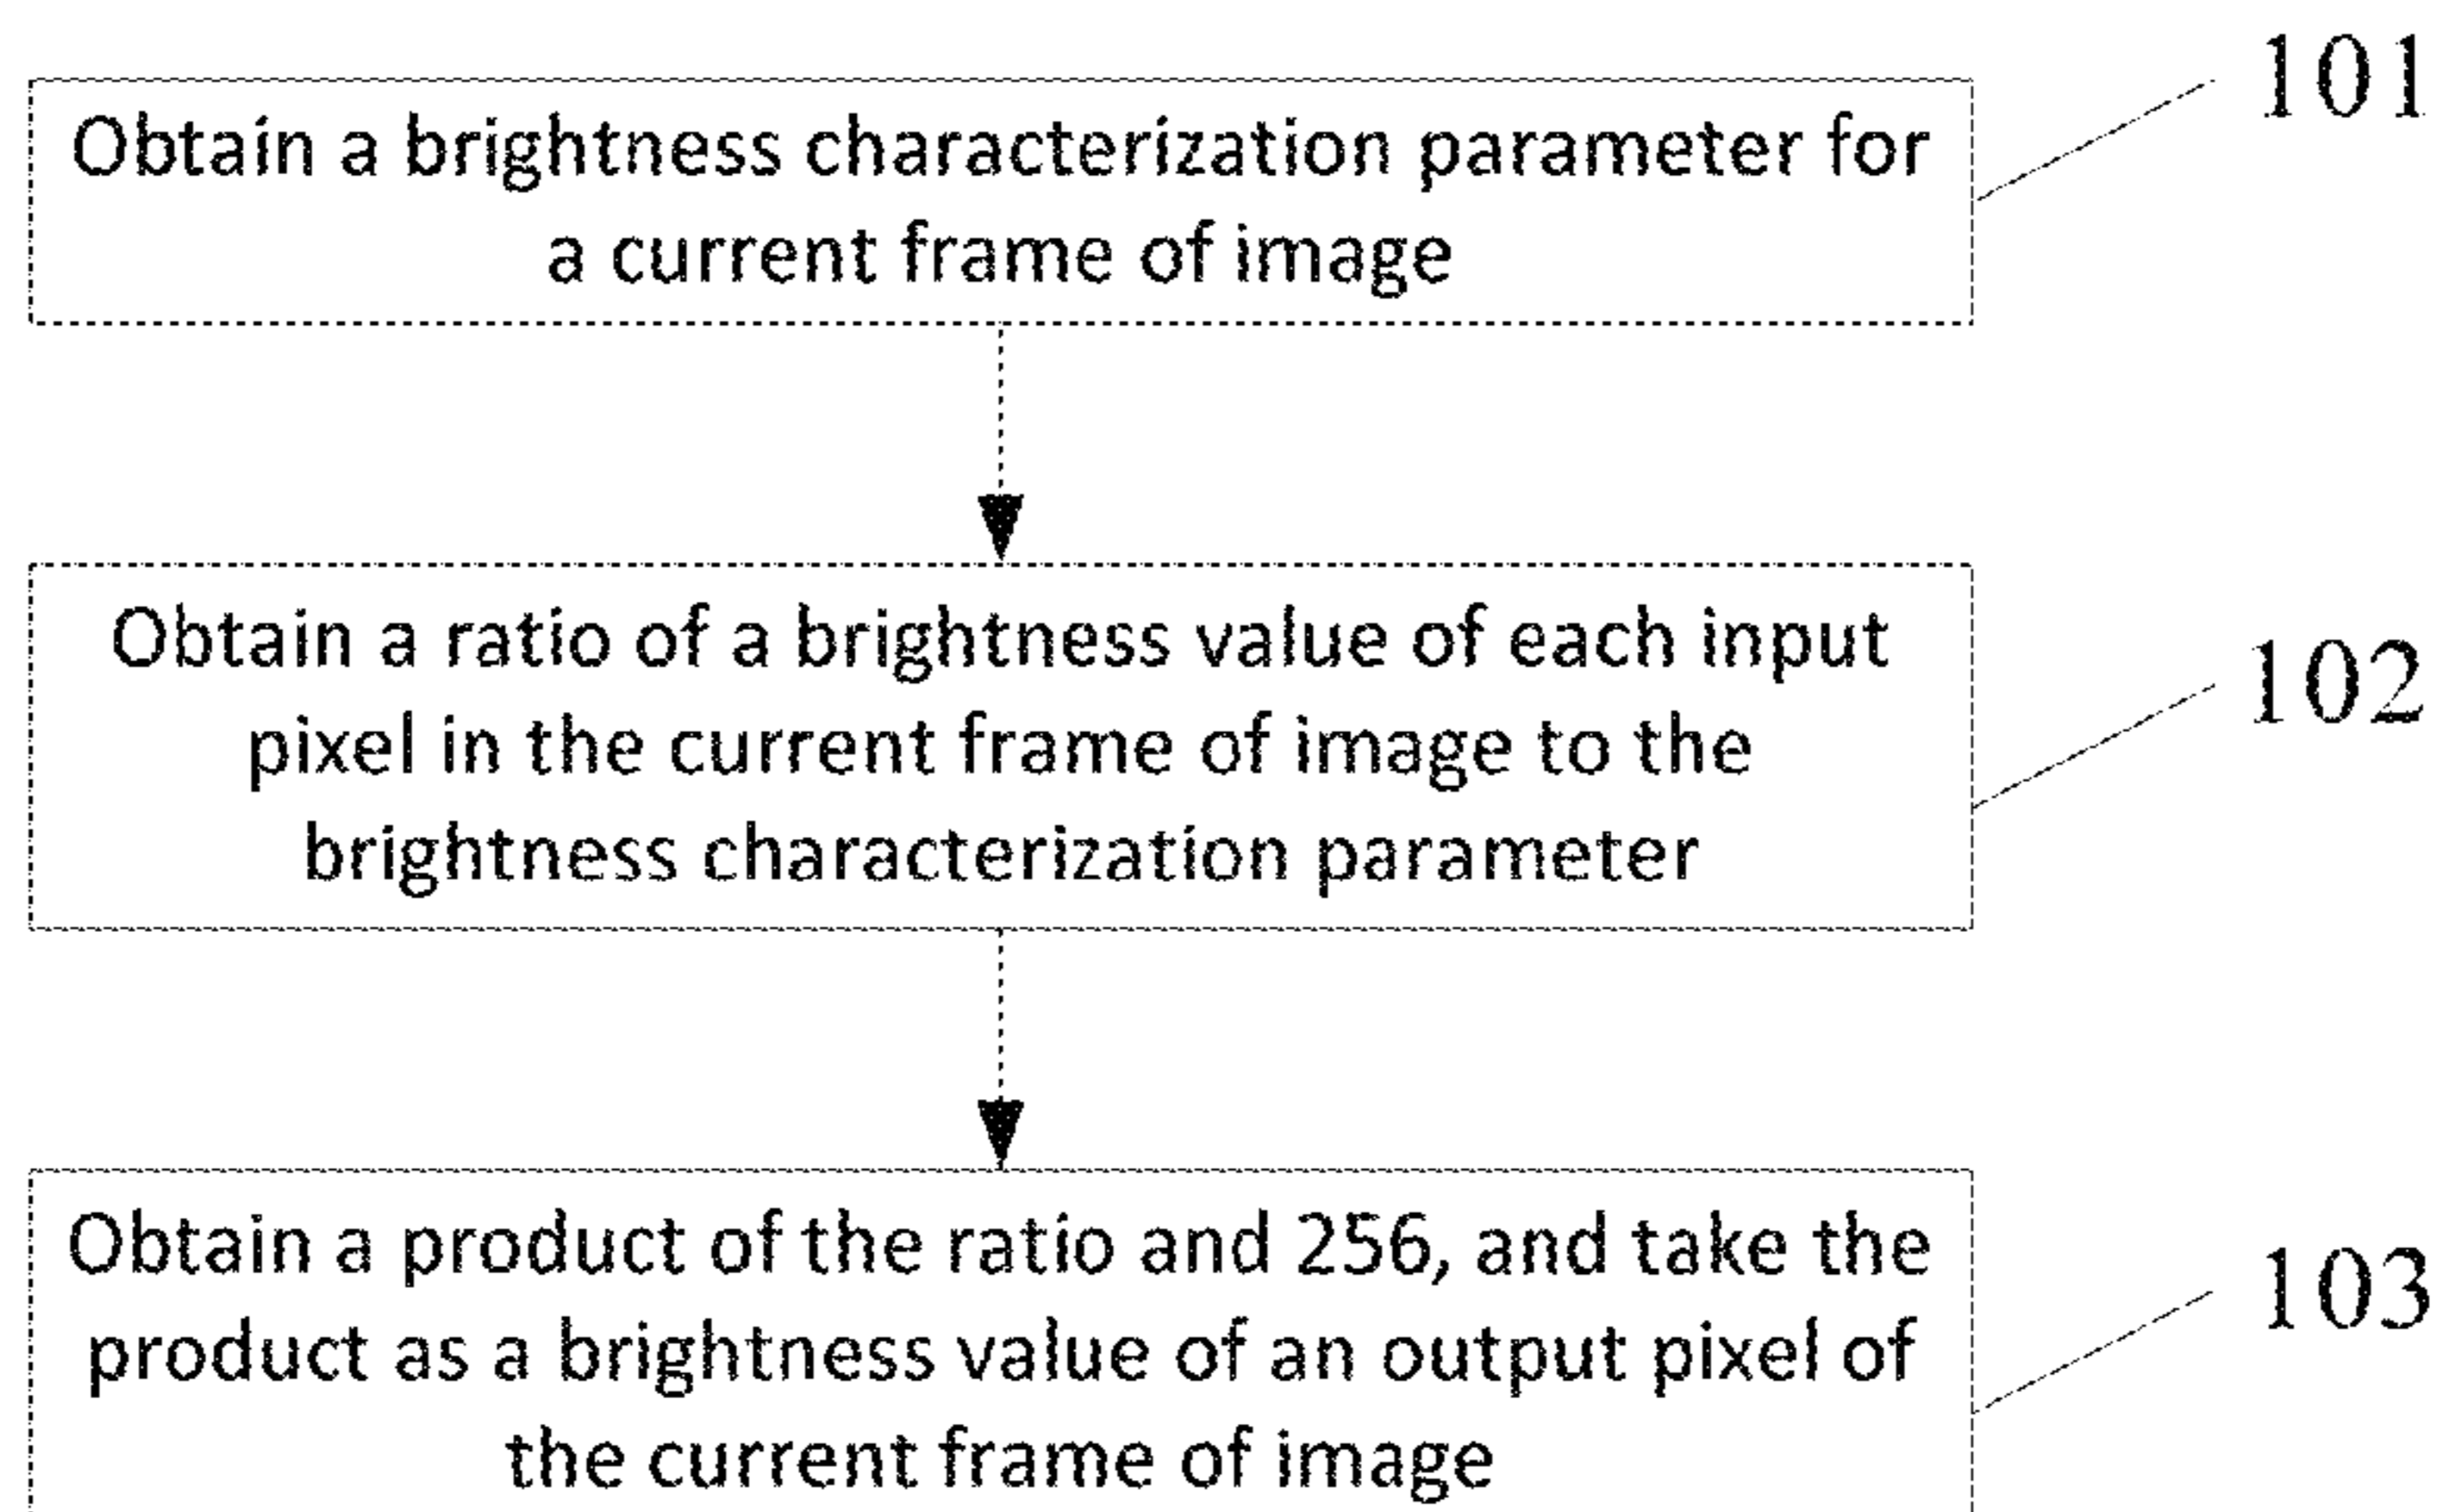 101
Obtain a brightness characterization parameter for
a current frame of image
Obtain a ratio of a brightness value of each input
pixel in the current frame of image to the
brightness characterization parameter
102
Obtain a product of the ratio and 256, and take the
product as a brightness value of an output pixel of
the current frame of image
103